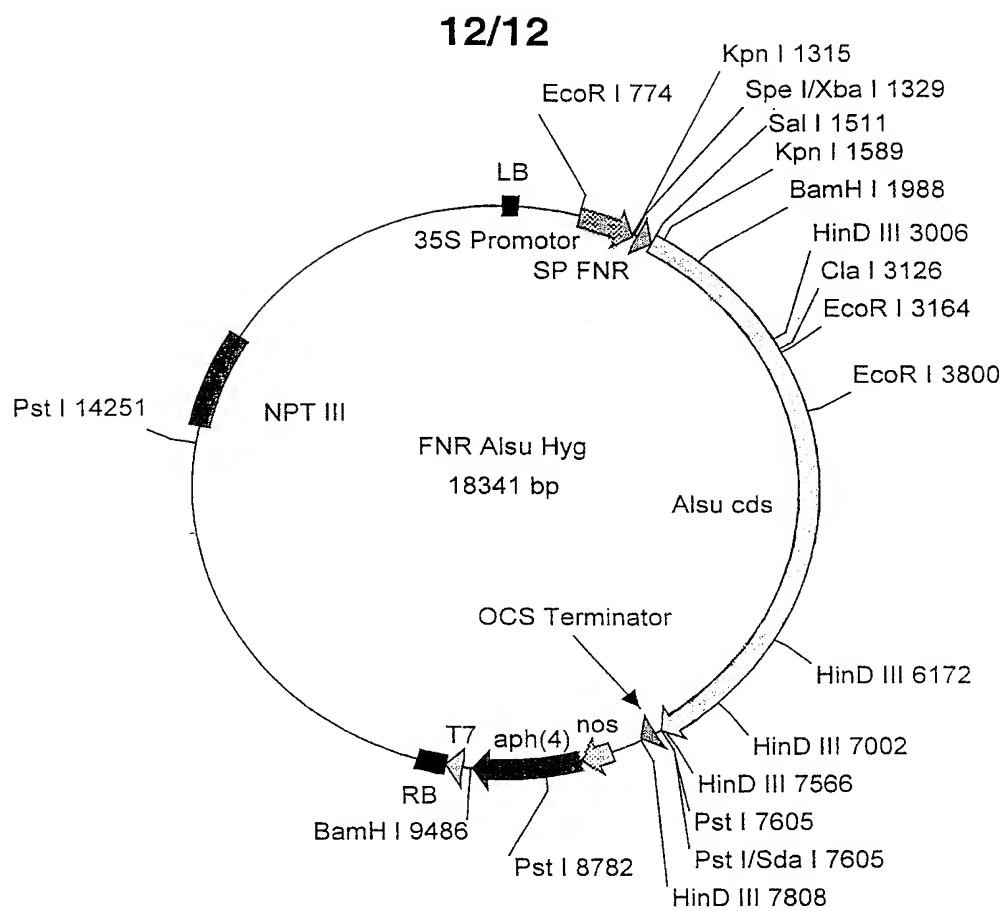 12/12
Kpn I 1315
EcoR I 774
Spe I/Xba I 1329
Sal I 1511
Kpn I 1589
LB
BamH I 1988
35S Promotor
HinD III 3006
SP FNR
Cla I 3126
EcoR I 3164
EcoR I 3800
Pst I 14251
NPT III
FNR Alsu Hyg
18341 bp
Alsu cds
OCS Terminator
HinD III 6172
T7
aph(4)
nos
HinD III 7002
RB
HinD III 7566
BamH I 9486
Pst I 7605
Pst I 8782
Pst I/Sda I 7605
HinD III 7808